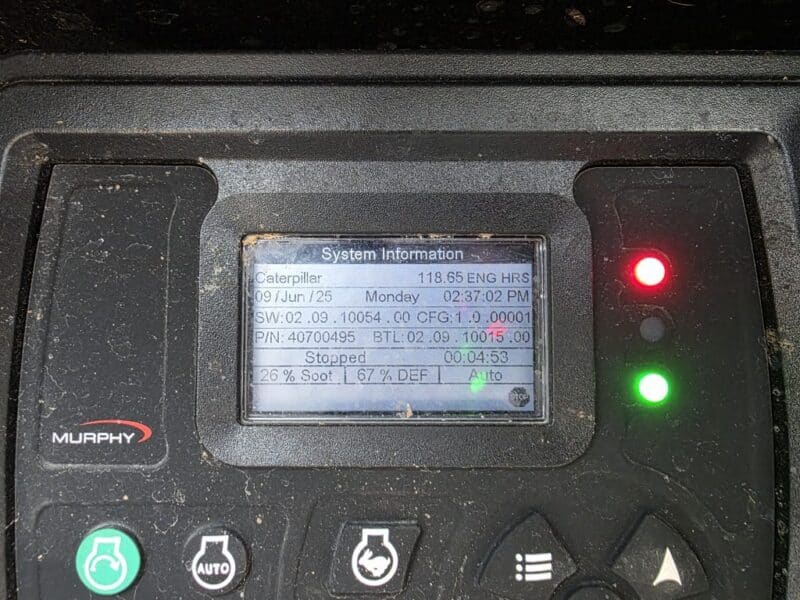 System Information
Caterpillar 118.65 ENG HRS
09/Jun/25 Monday 02:37:02 PM
SW:02.09.10054.00 CFG:1.0.00001
P/N: 40700495 BTL:02.09.10015.00
Stopped 00:04:53
26 % Soot 67 % DEF Auto
STOP
MURPHY
AUTO